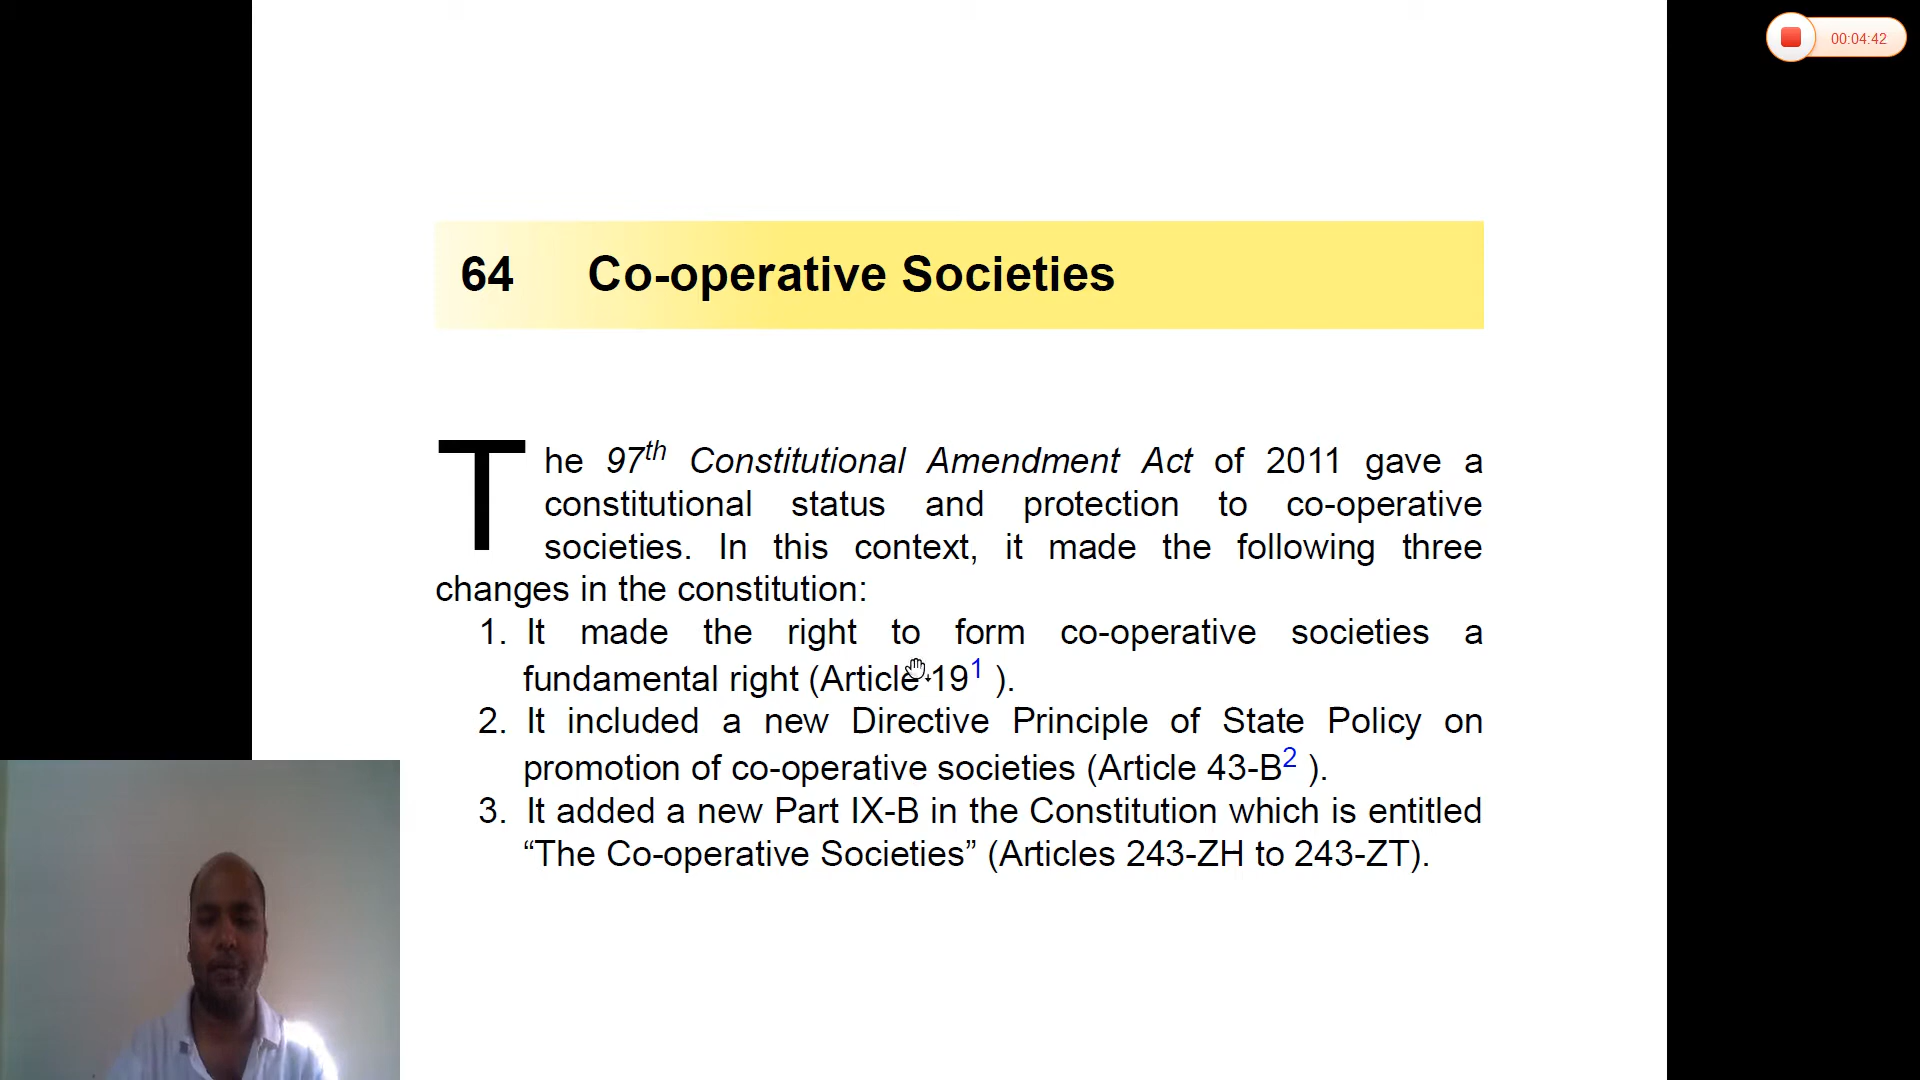 00:04:42
64 Co-operative Societies
The 97th Constitutional Amendment Act of 2011 gave a
constitutional status and protection to co-operative
societies. In this context, it made the following three
changes in the constitution:
1. It made the right to form co-operative societies a
fundamental right (Article 191 ).
2. It included a new Directive Principle of State Policy on
promotion of co-operative societies (Article 43-B2 ).
3. It added a new Part IX-B in the Constitution which is entitled
“The Co-operative Societies” (Articles 243-ZH to 243-ZT).